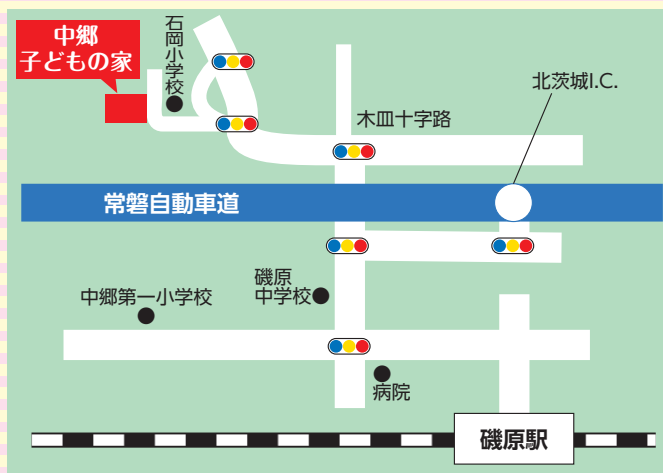 中郷
子どもの家
石岡小学校
北茨城I.C.
木皿十字路
常磐自動車道
磯原
中学校
中郷第一小学校
病院
磯原駅